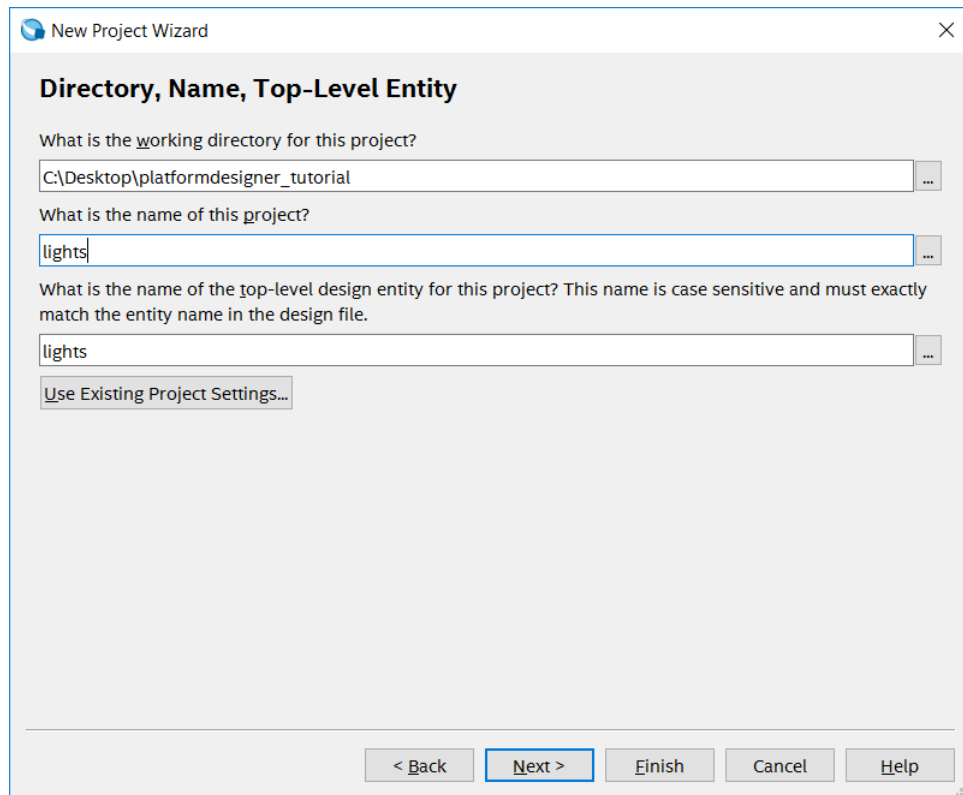 New Project Wizard
Directory, Name, Top-Level Entity
What is the working directory for this project?
C:\Desktop\platformdesigner_tutorial
...
What is the name of this project?
lights
...
What is the name of the top-level design entity for this project? This name is case sensitive and must exactly
match the entity name in the design file.
lights
...
Use Existing Project Settings...
< Back
Next >
Finish
Cancel
Help